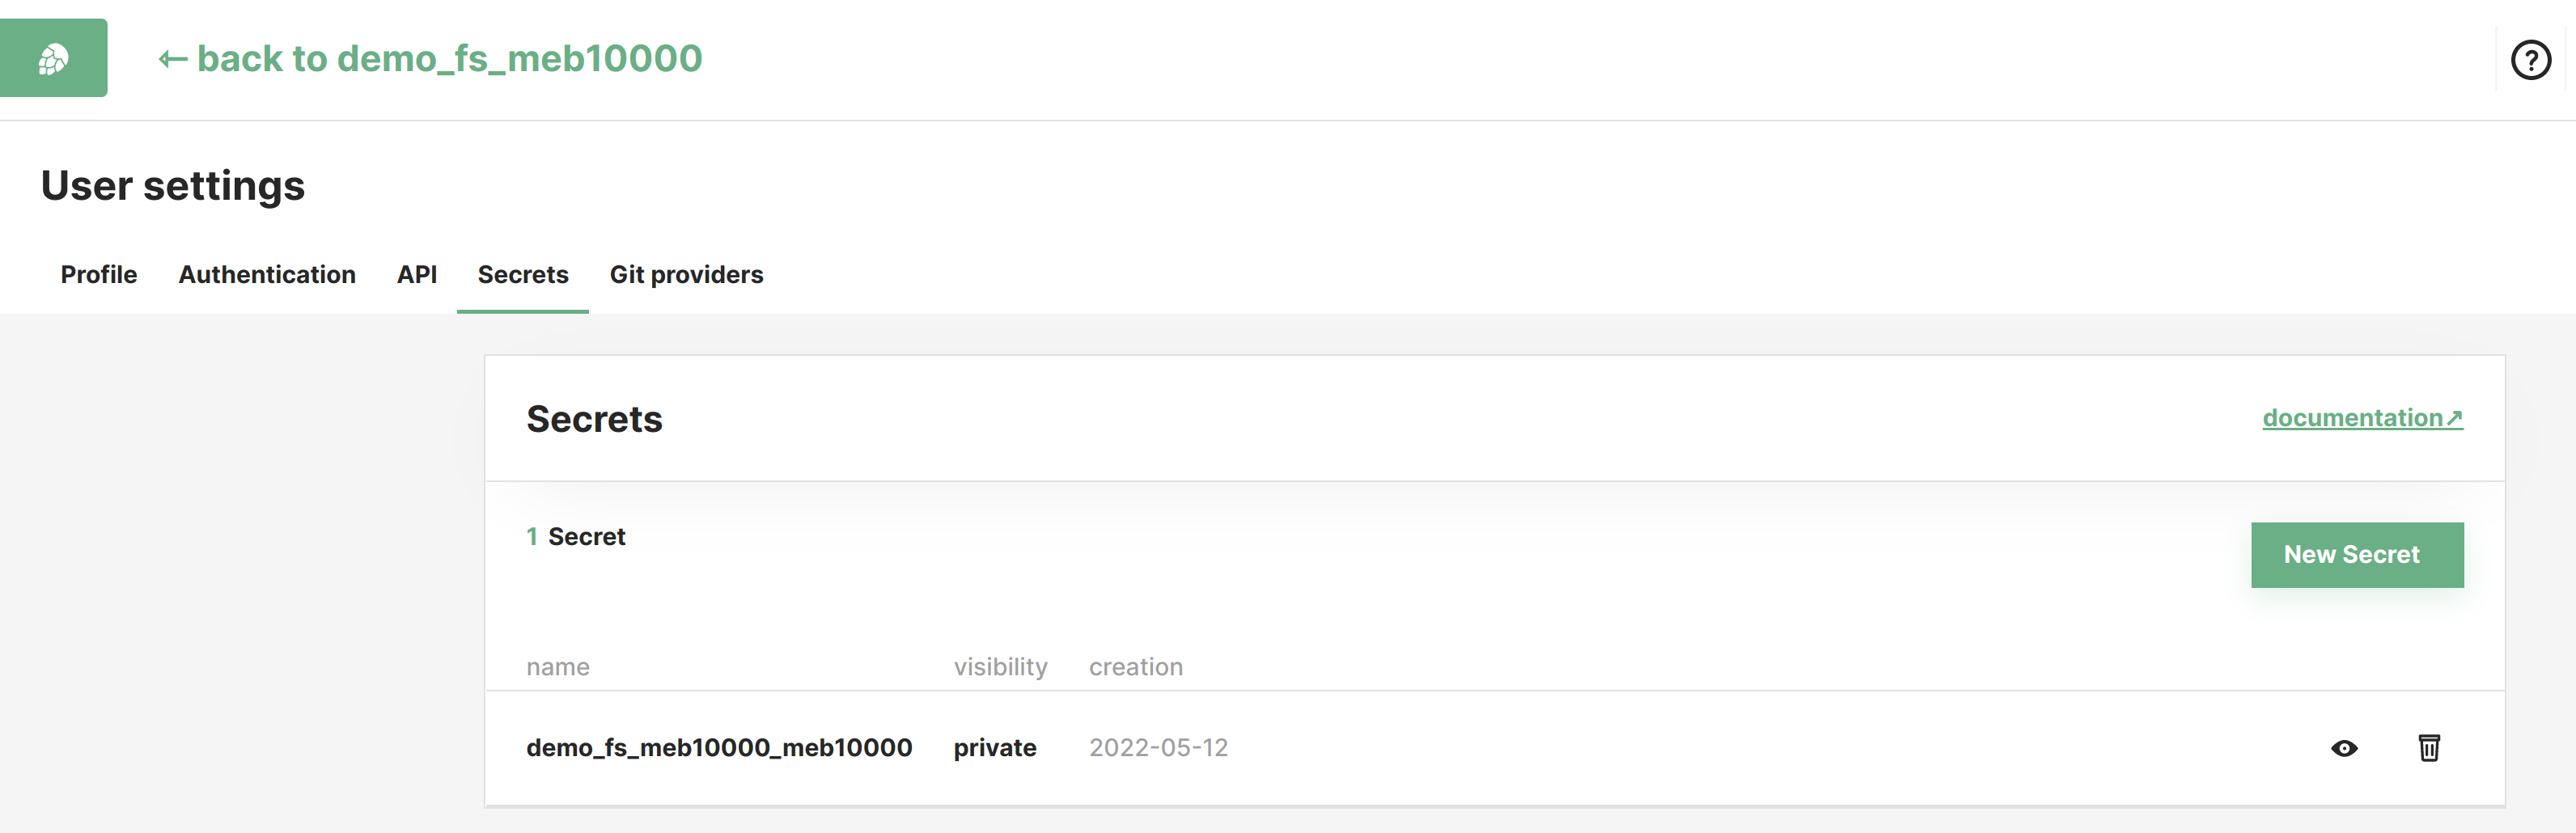 ← back to demo_fs_meb10000
?
User settings
Profile Authentication API Secrets Git providers
Secrets documentation↗
1 Secret New Secret
name visibility creation
demo_fs_meb10000_meb10000 private 2022-05-12